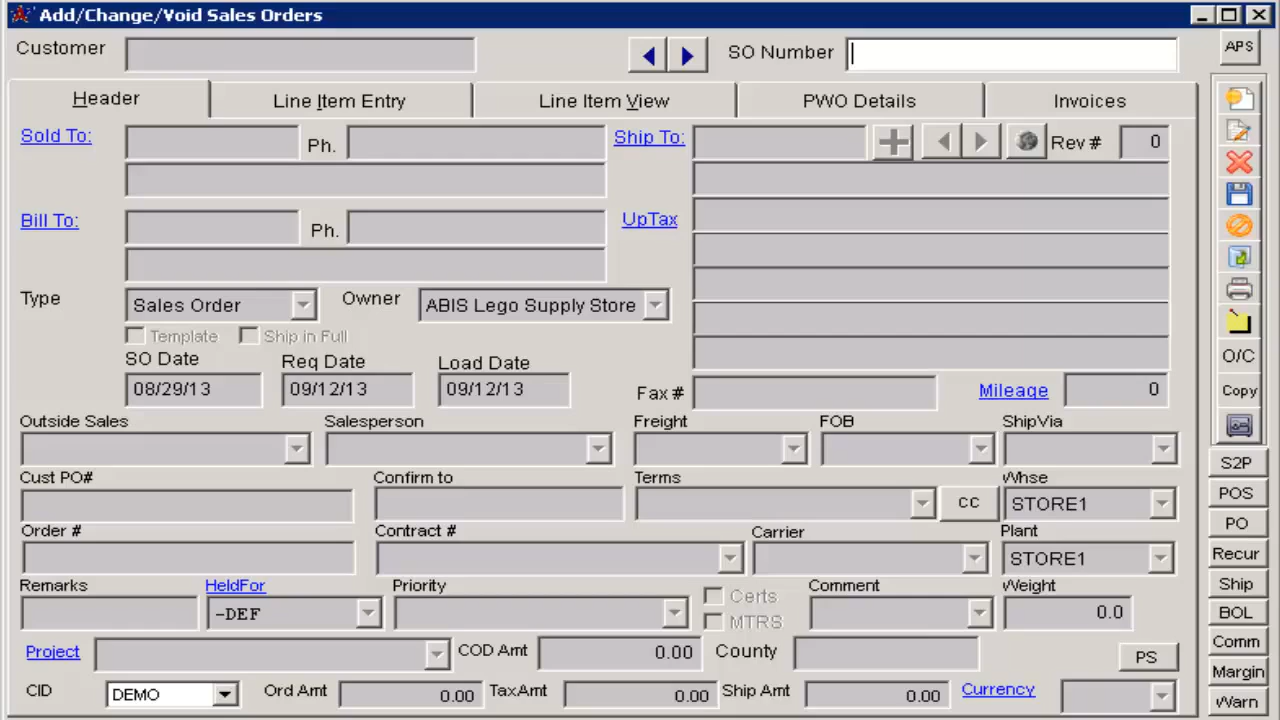 Add/Change/Void Sales Orders
Customer
SO Number
APS
Header
Line Item Entry
Line Item View
PWO Details
Invoices
Sold To:
Ph.
Ship To:
Rev #
0
Bill To:
Ph.
UpTax
Type
Sales Order
Owner
ABIS Lego Supply Store
Template
Ship in Full
SO Date
Req Date
Load Date
08/29/13
09/12/13
09/12/13
Fax #
Mileage
0
O/C
Copy
Outside Sales
Salesperson
Freight
FOB
ShipVia
Cust PO#
Confirm to
Terms
CC
Whse
STORE1
S2P
POS
Order #
Contract #
Carrier
Plant
STORE1
PO
Recur
Remarks
HeldFor
-DEF
Priority
Certs
MTRS
Comment
Weight
0.0
Ship
BOL
Project
COD Amt
0.00
County
PS
Comm
Margin
CID
DEMO
Ord Amt
0.00
TaxAmt
0.00
Ship Amt
0.00
Currency
Warn